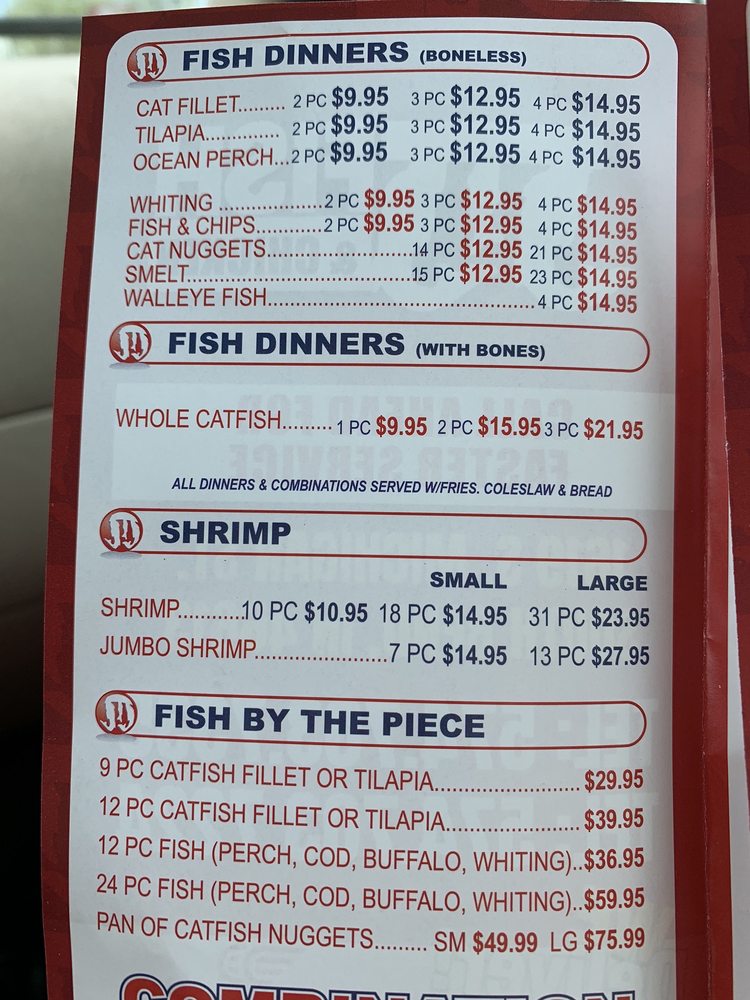 FISH DINNERS (BONELESS)
CAT FILLET......... 2 PC $9.95 3 PC $12.95 4 PC $14.95
TILAPIA.............. 2 PC $9.95 3 PC $12.95 4 PC $14.95
OCEAN PERCH...2 PC $9.95 3 PC $12.95 4 PC $14.95
WHITING ....................2 PC $9.95 3 PC $12.95 4 PC $14.95
FISH & CHIPS.............2 PC $9.95 3 PC $12.95 4 PC $14.95
CAT NUGGETS............................14 PC $12.95 21 PC $14.95
SMELT...........................................15 PC $12.95 23 PC $14.95
WALLEYE FISH....................................................4 PC $14.95
FISH DINNERS (WITH BONES)
WHOLE CATFISH......... 1 PC $9.95 2 PC $15.95 3 PC $21.95
ALL DINNERS & COMBINATIONS SERVED W/FRIES. COLESLAW & BREAD
SHRIMP
SMALL LARGE
SHRIMP............10 PC $10.95 18 PC $14.95 31 PC $23.95
JUMBO SHRIMP.......................7 PC $14.95 13 PC $27.95
FISH BY THE PIECE
9 PC CATFISH FILLET OR TILAPIA......................... $29.95
12 PC CATFISH FILLET OR TILAPIA....................... $39.95
12 PC FISH (PERCH, COD, BUFFALO, WHITING)..$36.95
24 PC FISH (PERCH, COD, BUFFALO, WHITING)..$59.95
PAN OF CATFISH NUGGETS......... SM $49.99 LG $75.99
COMBINATION